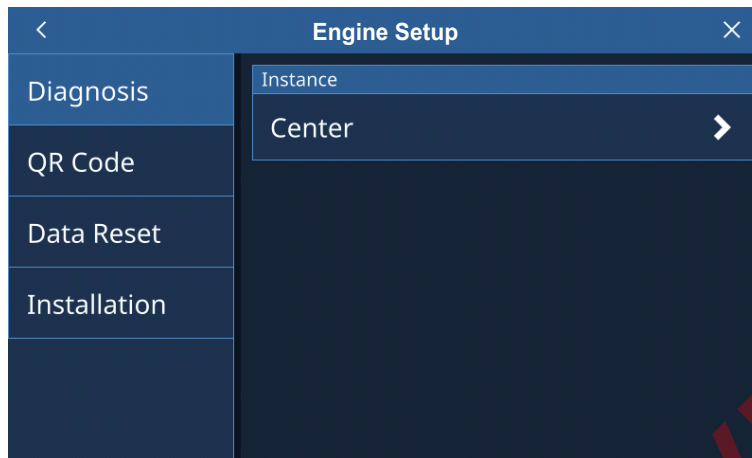 Engine Setup
Diagnosis
QR Code
Data Reset
Installation
Instance
Center